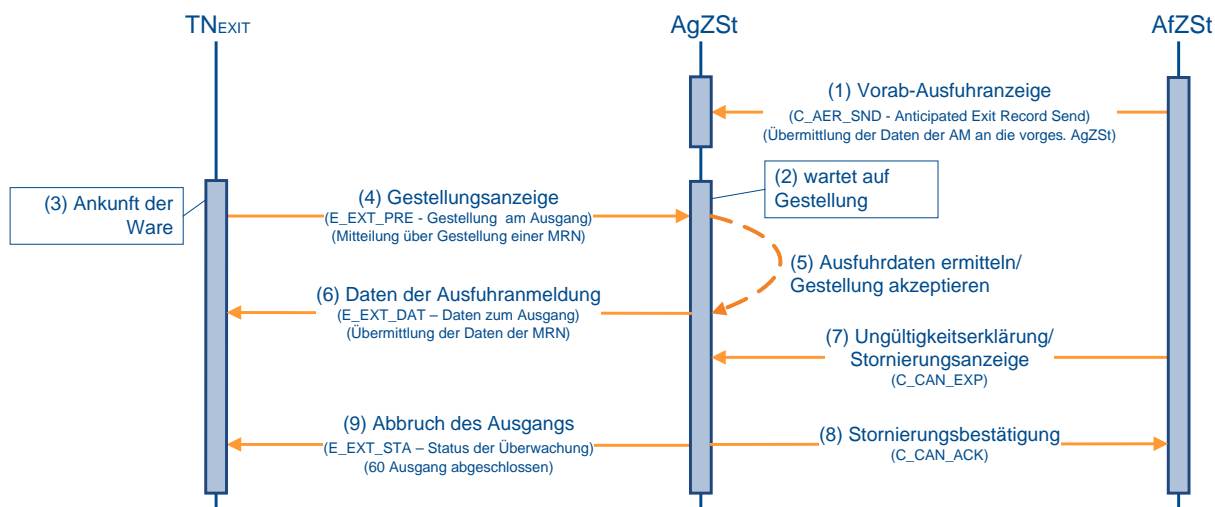 TNEXIT
AgZSt
AfZSt
(1) Vorab-Ausfuhranzeige
(C_AER_SND - Anticipated Exit Record Send)
(Übermittlung der Daten der AM an die vorges. AgZSt)
(2) wartet auf
Gestellung
(3) Ankunft der
Ware
(4) Gestellungsanzeige
(E_EXT_PRE - Gestellung am Ausgang)
(Mitteilung über Gestellung einer MRN)
(5) Ausfuhrdaten ermitteln/
Gestellung akzeptieren
(6) Daten der Ausfuhranmeldung
(E_EXT_DAT – Daten zum Ausgang)
(Übermittlung der Daten der MRN)
(7) Ungültigkeitserklärung/
Stornierungsanzeige
(C_CAN_EXP)
(9) Abbruch des Ausgangs
(E_EXT_STA – Status der Überwachung)
(60 Ausgang abgeschlossen)
(8) Stornierungsbestätigung
(C_CAN_ACK)